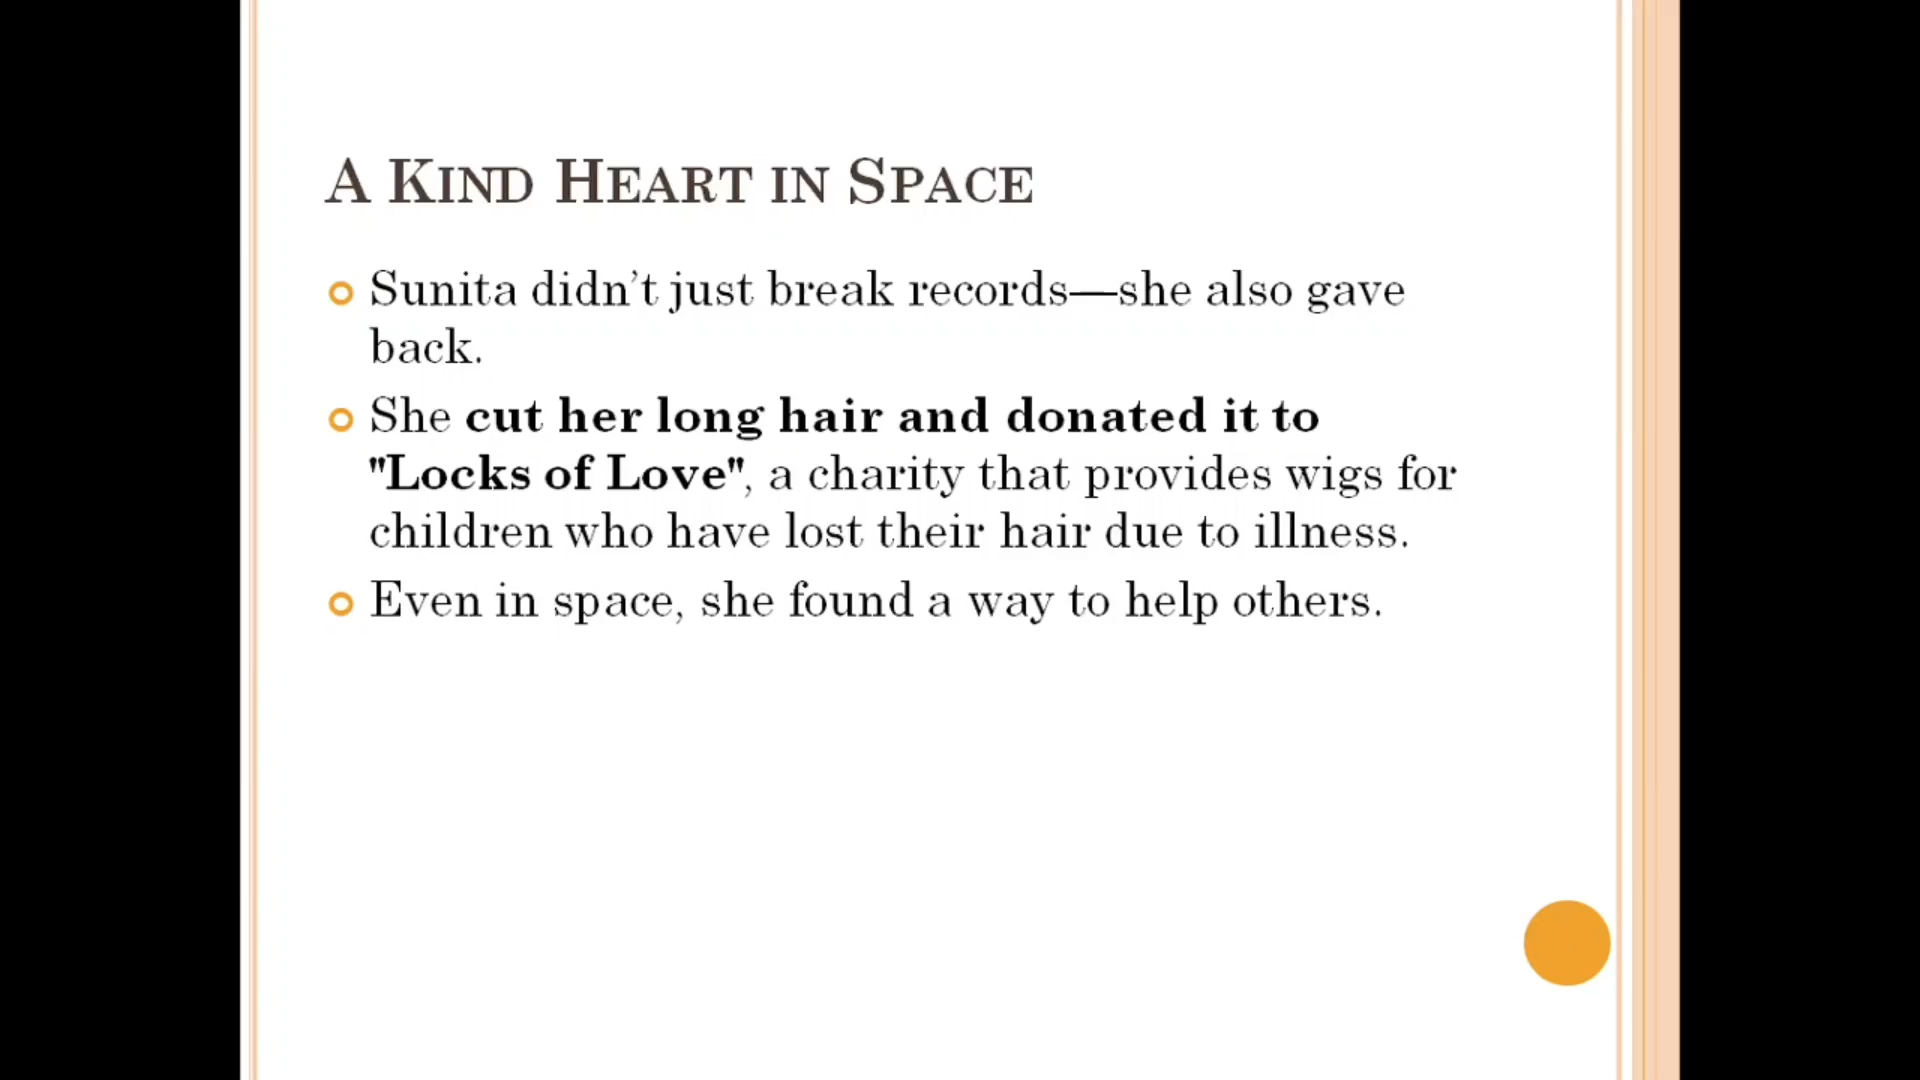 A Kind Heart in Space
Sunita didn’t just break records—she also gave
back.
She cut her long hair and donated it to
"Locks of Love", a charity that provides wigs for
children who have lost their hair due to illness.
Even in space, she found a way to help others.